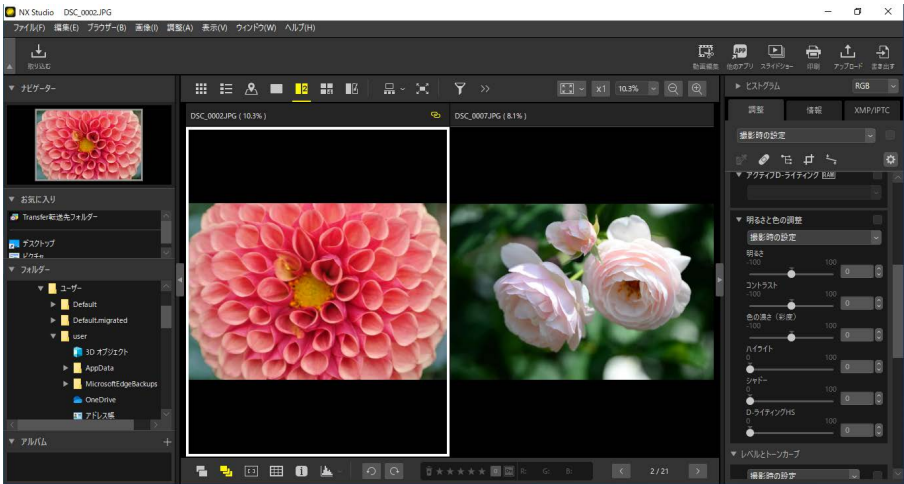 NX Studio DSC_0002.JPG
ファイル(F) 編集(E) ブラウザー(B) 画像(I) 調整(A) 表示(V) ウィンドウ(W) ヘルプ(H)
取り込む
動画編集 他のアプリ スライドショー 印刷 アップロード 書き出す
ナビゲーター
x1 10.3%
ヒストグラム RGB
DSC_0002.JPG ( 10.3% )
DSC_0007.JPG ( 8.1% )
調整 情報 XMP/IPTC
撮影時の設定
アクティブD-ライティング RAW
お気に入り
Transfer転送先フォルダー
デスクトップ
ピクチャ
フォルダー
ユーザー
Default
Default.migrated
user
3D オブジェクト
AppData
MicrosoftEdgeBackups
OneDrive
アドレス帳
アルバム
明るさと色の調整
撮影時の設定
明るさ
-100 100
0
コントラスト
-100 100
0
色の濃さ（彩度）
-100 100
0
ハイライト
0 100
0
シャドー
0 100
0
D-ライティングHS
0 100
0
レベルとトーンカーブ
撮影時の設定
R: G: B:
2 / 21